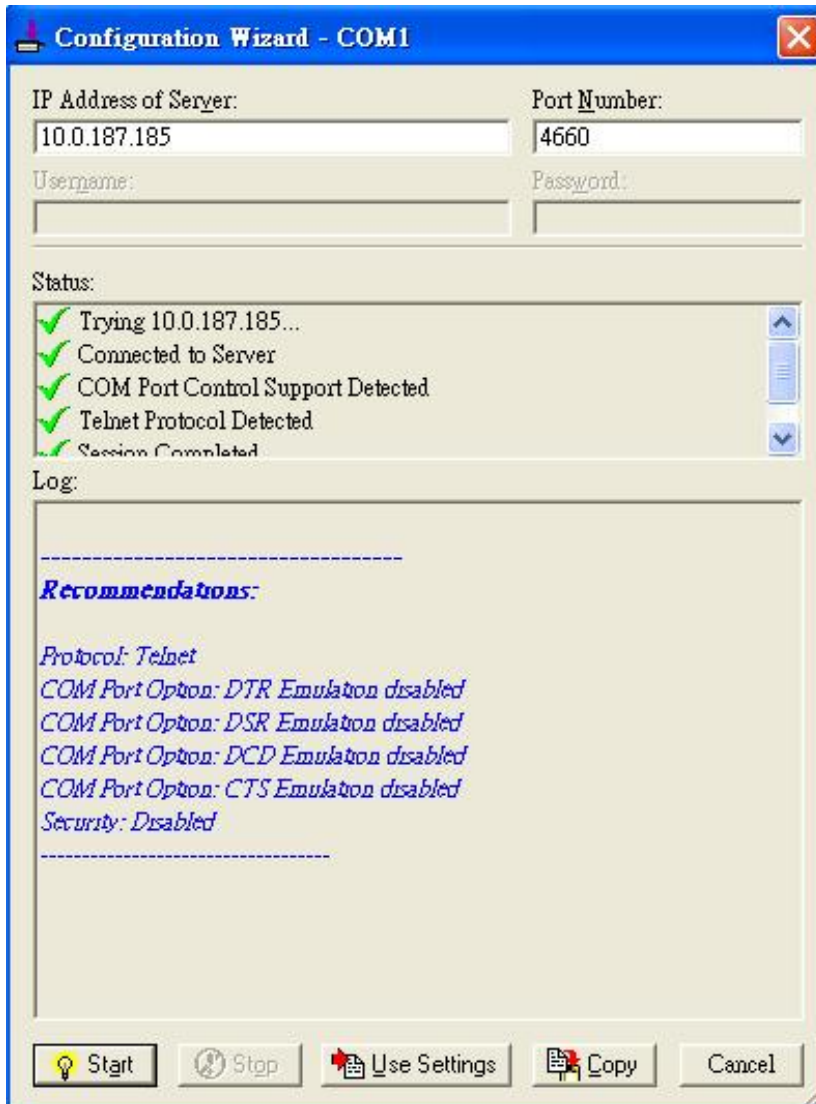 Configuration Wizard - COM1
IP Address of Server: Port Number:
10.0.187.185 4660
Username: Password:
Status:
Trying 10.0.187.185...
Connected to Server
COM Port Control Support Detected
Telnet Protocol Detected
Session Completed
Log:
-----------------------------------
Recommendations:
Protocol: Telnet
COM Port Option: DTR Emulation disabled
COM Port Option: DSR Emulation disabled
COM Port Option: DCD Emulation disabled
COM Port Option: CTS Emulation disabled
Security: Disabled
-----------------------------------
Start Stop Use Settings Copy Cancel